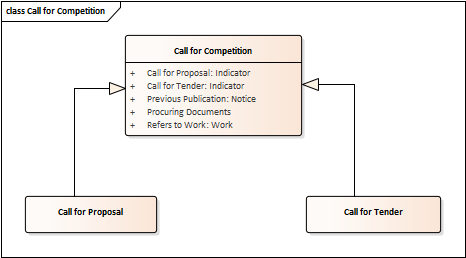 class Call for Competition
Call for Competition
+ Call for Proposal: Indicator
+ Call for Tender: Indicator
+ Previous Publication: Notice
+ Procuring Documents
+ Refers to Work: Work
Call for Proposal
Call for Tender